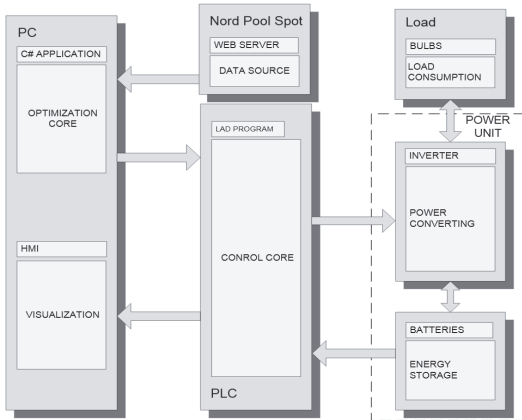 PC
C# APPLICATION
OPTIMIZATION
CORE
HMI
VISUALIZATION
Nord Pool Spot
WEB SERVER
DATA SOURCE
LAD PROGRAM
CONROL CORE
PLC
Load
BULBS
LOAD
CONSUMPTION
POWER
UNIT
INVERTER
POWER
CONVERTING
BATTERIES
ENERGY
STORAGE